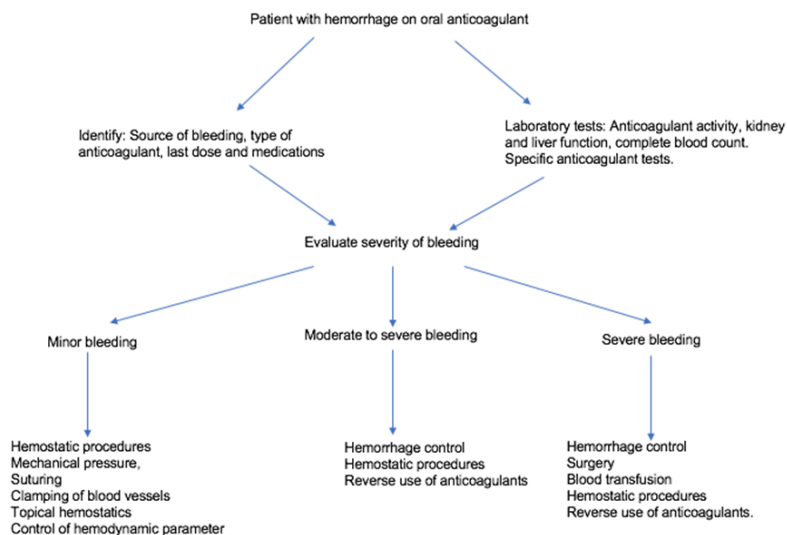 Patient with hemorrhage on oral anticoagulant
Identify: Source of bleeding, type of
anticoagulant, last dose and medications
Laboratory tests: Anticoagulant activity, kidney
and liver function, complete blood count.
Specific anticoagulant tests.
Evaluate severity of bleeding
Minor bleeding
Moderate to severe bleeding
Severe bleeding
Hemostatic procedures
Mechanical pressure,
Suturing
Clamping of blood vessels
Topical hemostatics
Control of hemodynamic parameter
Hemorrhage control
Hemostatic procedures
Reverse use of anticoagulants
Hemorrhage control
Surgery
Blood transfusion
Hemostatic procedures
Reverse use of anticoagulants.